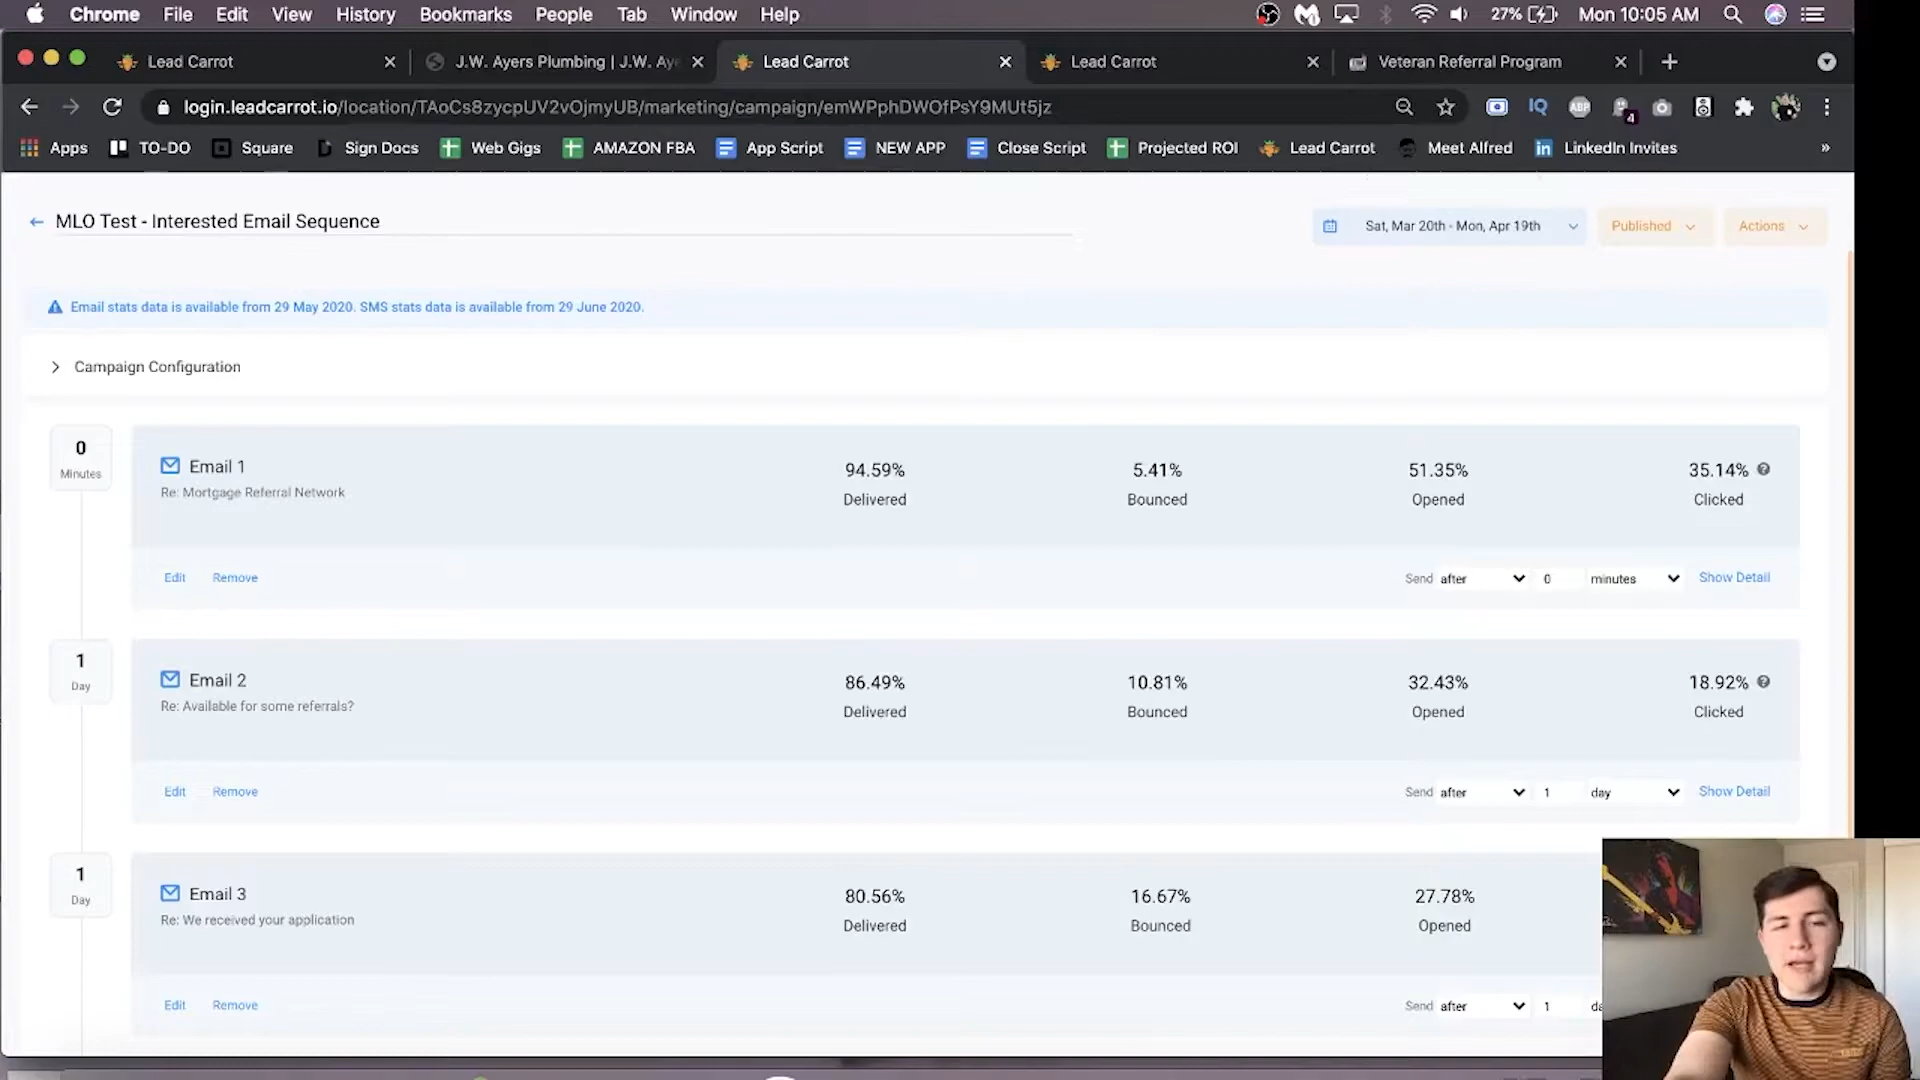 Chrome File Edit View History Bookmarks People Tab Window Help 27% Mon 10:05 AM
Lead Carrot J.W. Ayers Plumbing | J.W. Aye Lead Carrot Lead Carrot Veteran Referral Program
login.leadcarrot.io/location/TAoCs8zycpUV2vOjmyUB/marketing/campaign/emWPphDWOfPsY9MUt5jz IQ ABP 4
Apps TO-DO Square Sign Docs Web Gigs AMAZON FBA App Script NEW APP Close Script Projected ROI Lead Carrot Meet Alfred in LinkedIn Invites »
MLO Test - Interested Email Sequence Sat, Mar 20th - Mon, Apr 19th Published Actions
Email stats data is available from 29 May 2020. SMS stats data is available from 29 June 2020.
Campaign Configuration
0 Minutes
Email 1 94.59% 5.41% 51.35% 35.14%
Re: Mortgage Referral Network Delivered Bounced Opened Clicked
Edit Remove Send after 0 minutes Show Detail
1 Day
Email 2 86.49% 10.81% 32.43% 18.92%
Re: Available for some referrals? Delivered Bounced Opened Clicked
Edit Remove Send after 1 day Show Detail
1 Day
Email 3 80.56% 16.67% 27.78%
Re: We received your application Delivered Bounced Opened
Edit Remove Send after 1 da